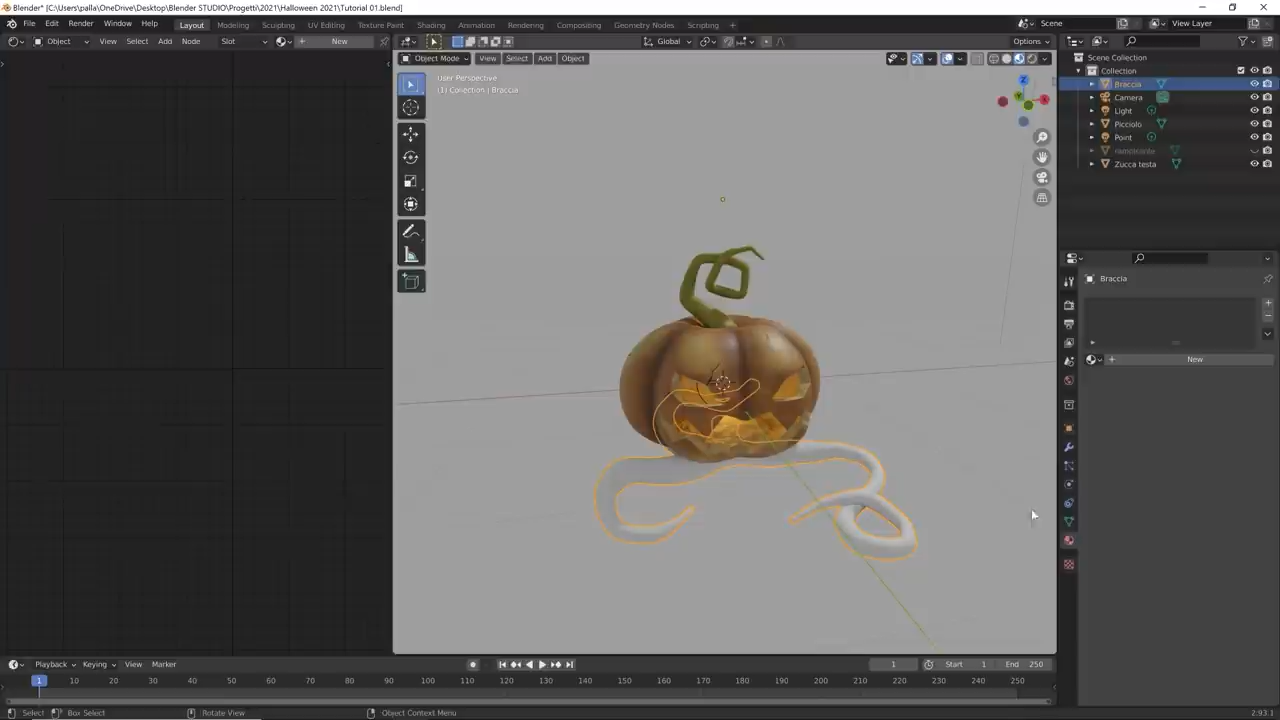 Blender* [C:\Users\palla\OneDrive\Desktop\Blender STUDIO\Progetti\2021\Halloween 2021\Tutorial 01.blend]
File Edit Render Window Help Layout Modeling Sculpting UV Editing Texture Paint Shading Animation Rendering Compositing Geometry Nodes Scripting Scene View Layer
Object View Select Add Node Slot New Global Options
Object Mode View Select Add Object
User Perspective
(1) Collection | Braccia
Z
Y
X
Scene Collection
Collection
Braccia
Camera
Light
Picciolo
Point
rampicante
Zucca testa
Braccia
New
Playback Keying View Marker 1 Start 1 End 250
1 10 20 30 40 50 60 70 80 90 100 110 120 130 140 150 160 170 180 190 200 210 220 230 240 250
Select Box Select Rotate View Object Context Menu 2.93.1